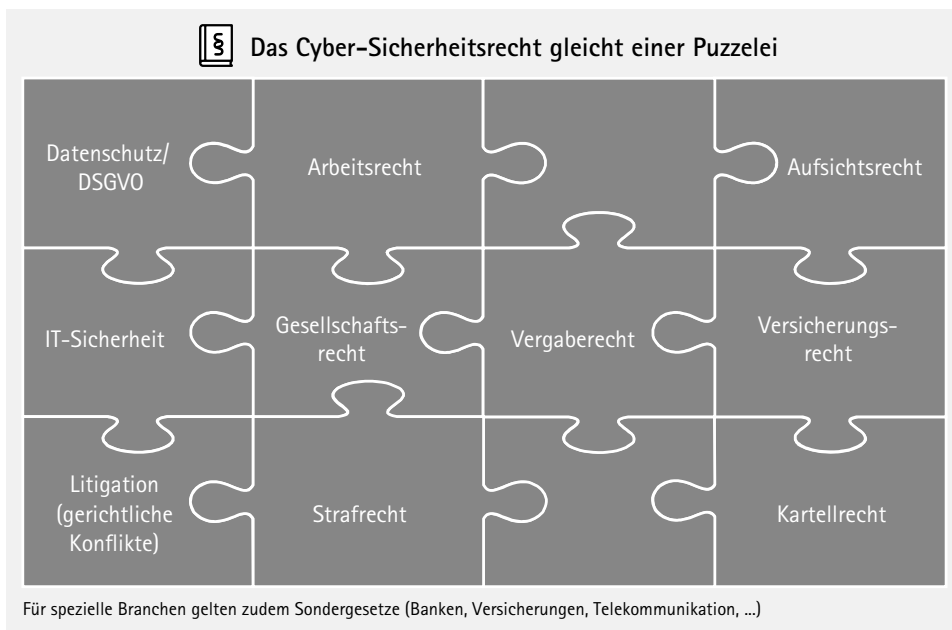 § Das Cyber-Sicherheitsrecht gleicht einer Puzzelei
Datenschutz/
DSGVO
Arbeitsrecht
Aufsichtsrecht
IT-Sicherheit
Gesellschafts-
recht
Vergaberecht
Versicherungs-
recht
Litigation
(gerichtliche
Konflikte)
Strafrecht
Kartellrecht
Für spezielle Branchen gelten zudem Sondergesetze (Banken, Versicherungen, Telekommunikation, ...)